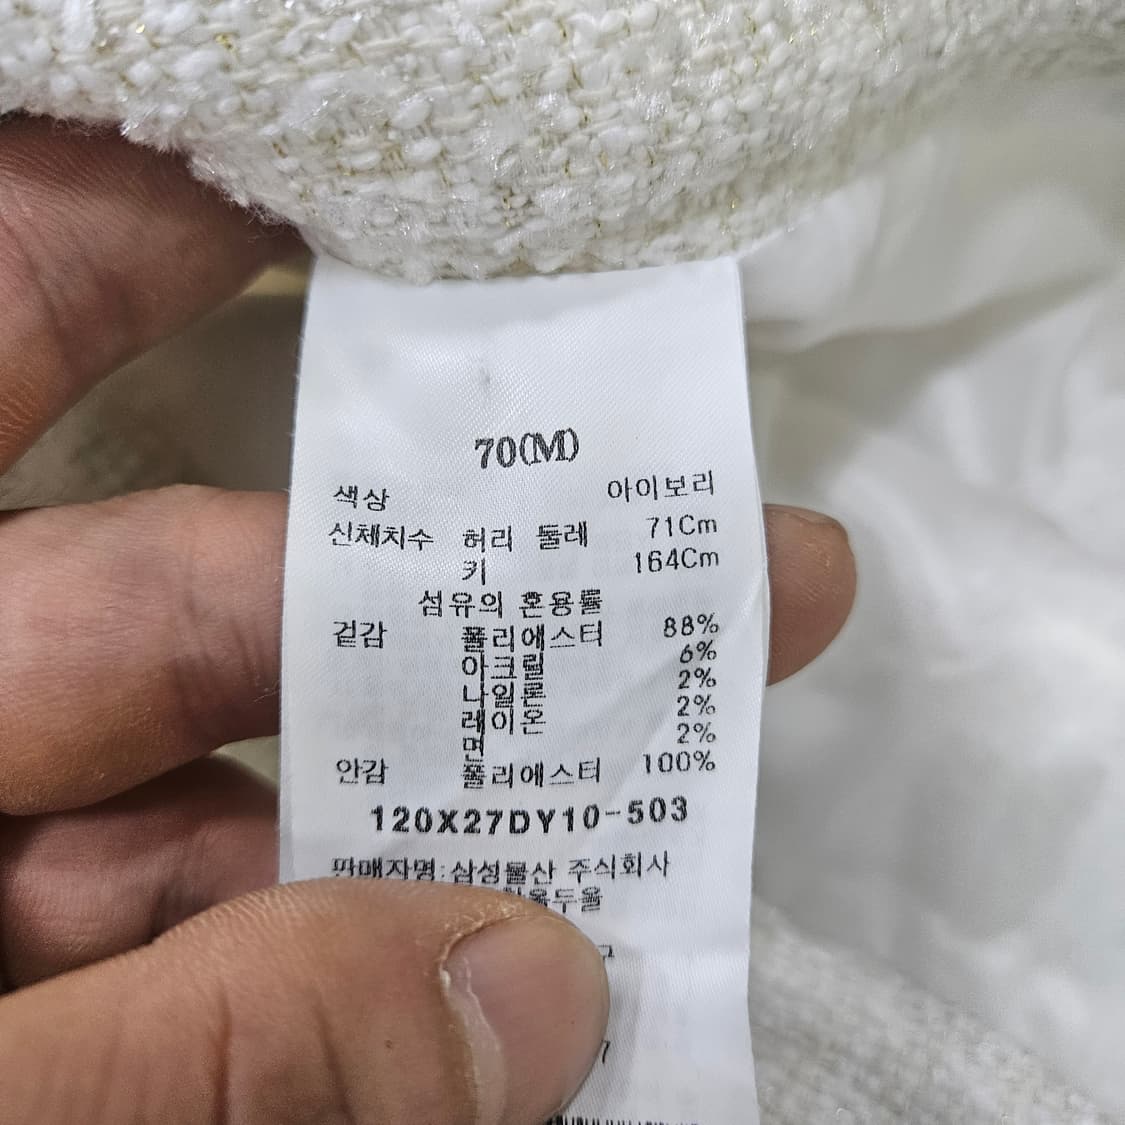 70(M)
색상 아이보리
신체치수 허리 둘레 71Cm
키 164Cm
섬유의 혼용률
겉감 폴리에스터 88%
아크릴 6%
나일론 2%
레이온 2%
면 2%
안감 폴리에스터 100%
120X27DY10-503
판매자명:삼성물산 주식회사